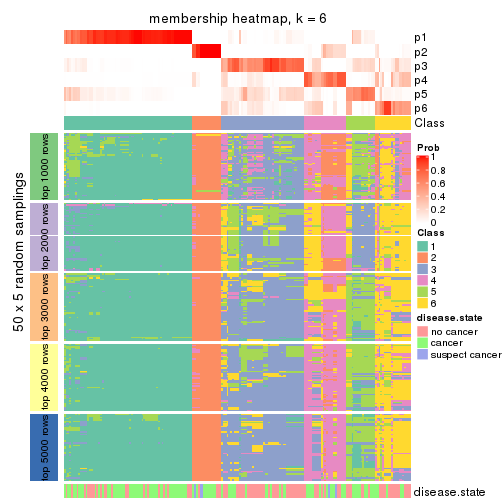 membership heatmap, k = 6
p1
p2
p3
p4
p5
p6
Class
50 x 5 random samplings
top 1000 rows
top 2000 rows
top 3000 rows
top 4000 rows
top 5000 rows
Prob
1
0.8
0.6
0.4
0.2
0
Class
1
2
3
4
5
6
disease.state
no cancer
cancer
suspect cancer
disease.state